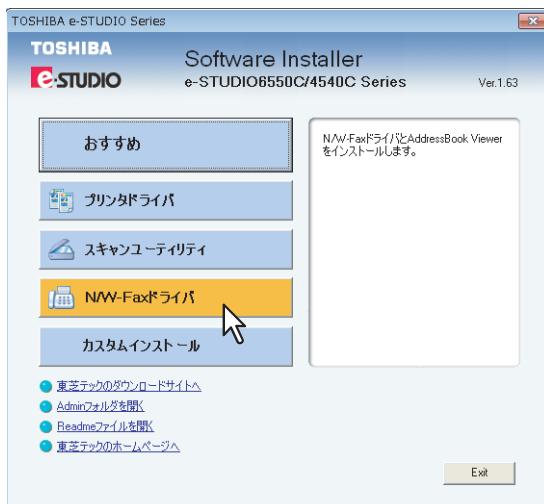 TOSHIBA e-STUDIO Series
TOSHIBA
e-STUDIO
Software Installer
e-STUDIO6550C/4540C Series
Ver.1.63
おすすめ
プリンタドライバ
スキャンユーティリティ
N/W-Faxドライバ
カスタムインストール
N/W-FaxドライバとAddressBook Viewer
をインストールします。
東芝テックのダウンロードサイトへ
Adminフォルダを開く
Readmeファイルを開く
東芝テックのホームページへ
Exit